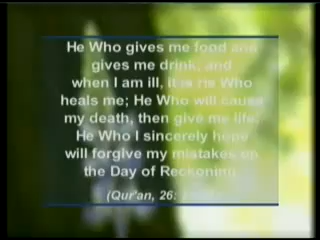 He Who gives me food and
gives me drink, and
when I am ill, it is He Who
heals me; He Who will cause
my death, then give me life;
He Who I sincerely hope
will forgive my mistakes on
the Day of Reckoning
(Qur'an, 26: